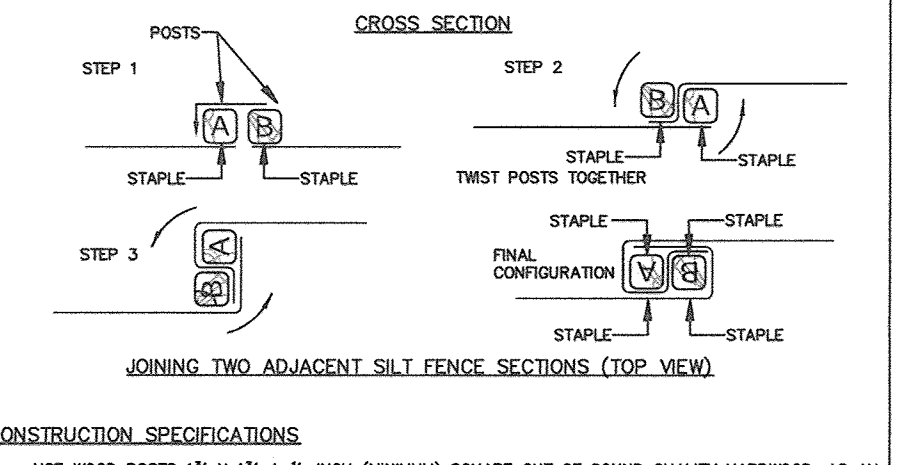 CROSS SECTION
POSTS
STEP 1
A B
STAPLE STAPLE
STEP 2
B A
STAPLE
STAPLE
TWIST POSTS TOGETHER
STEP 3
A
B
STAPLE STAPLE
FINAL
CONFIGURATION
A B
STAPLE STAPLE
JOINING TWO ADJACENT SILT FENCE SECTIONS (TOP VIEW)
ONSTRUCTION SPECIFICATIONS